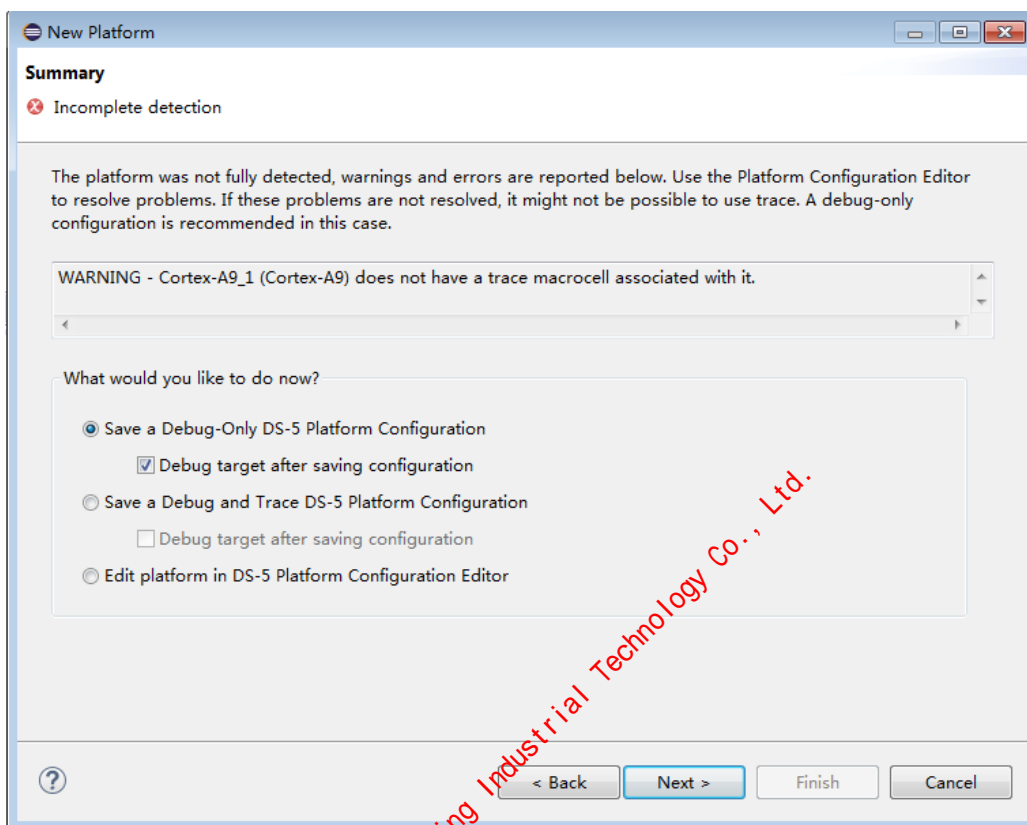 New Platform
Summary
Incomplete detection
The platform was not fully detected, warnings and errors are reported below. Use the Platform Configuration Editor
to resolve problems. If these problems are not resolved, it might not be possible to use trace. A debug-only
configuration is recommended in this case.
WARNING - Cortex-A9_1 (Cortex-A9) does not have a trace macrocell associated with it.
What would you like to do now?
Save a Debug-Only DS-5 Platform Configuration
Debug target after saving configuration
Save a Debug and Trace DS-5 Platform Configuration
Debug target after saving configuration
Edit platform in DS-5 Platform Configuration Editor
Industrial Technology Co., Ltd.
? < Back Next > Finish Cancel